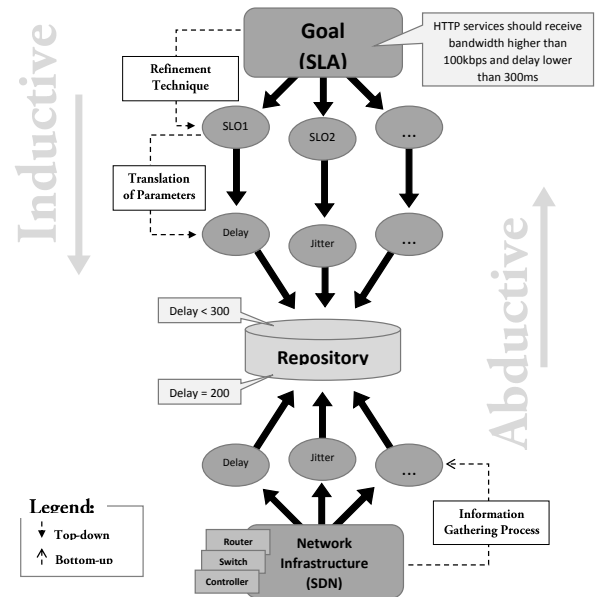 Goal
(SLA)
HTTP services should receive
bandwidth higher than
100kbps and delay lower
than 300ms
Refinement
Technique
Inductive
SLO1
SLO2
...
Translation
of Parameters
Delay
Jitter
...
Abductive
Delay < 300
Repository
Delay = 200
Delay
Jitter
...
Legend:
Top-down
Bottom-up
Information
Gathering Process
Router
Switch
Controller
Network
Infrastructure
(SDN)